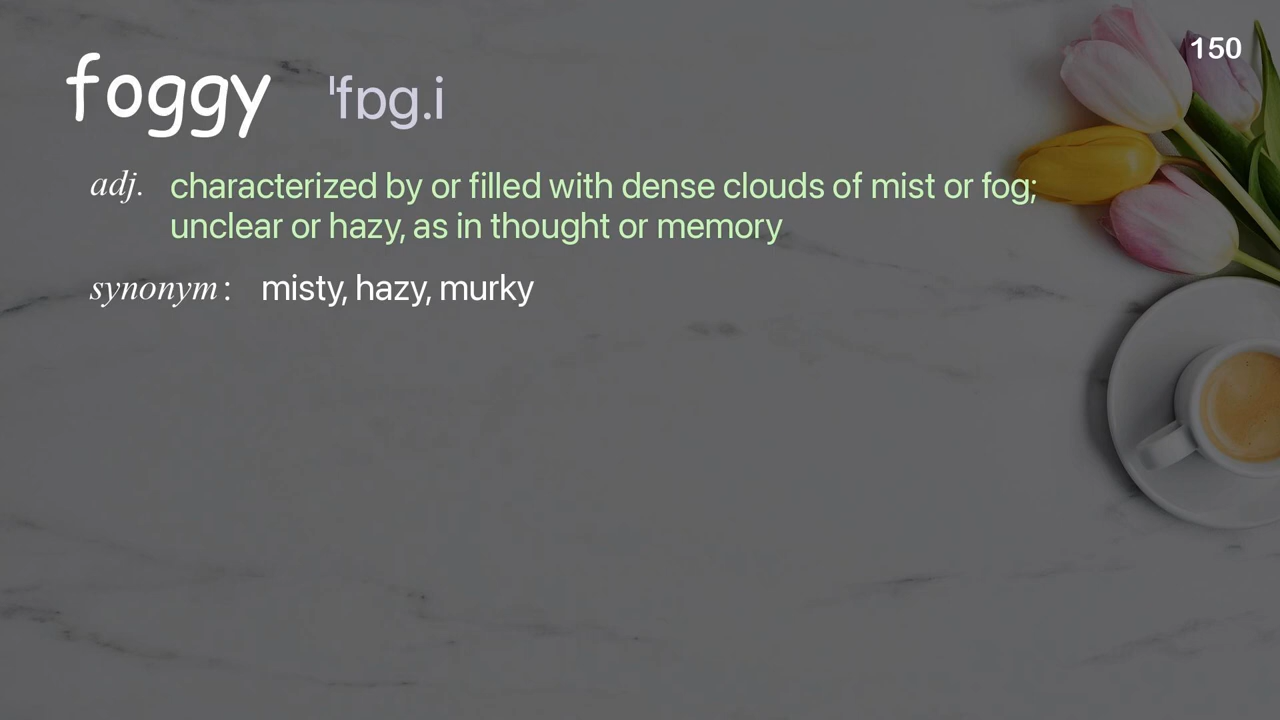 150
foggy ˈfɒg.i
adj. characterized by or filled with dense clouds of mist or fog;
unclear or hazy, as in thought or memory
synonym: misty, hazy, murky